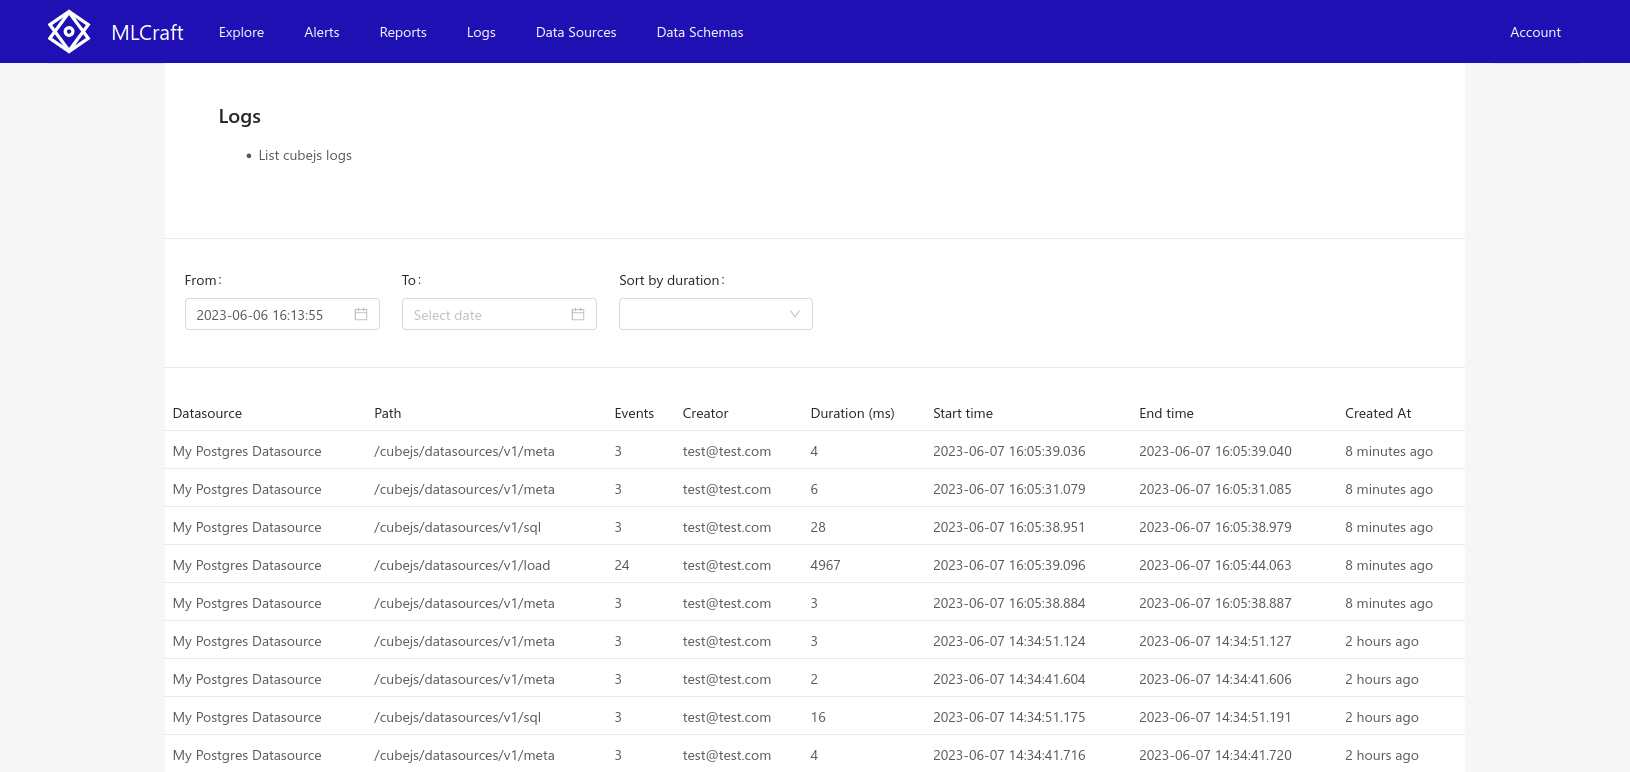 MLCraft Explore Alerts Reports Logs Data Sources Data Schemas Account
Logs
• List cubejs logs
From: To: Sort by duration:
2023-06-06 16:13:55 Select date
Datasource Path Events Creator Duration (ms) Start time End time Created At
My Postgres Datasource /cubejs/datasources/v1/meta 3 test@test.com 4 2023-06-07 16:05:39.036 2023-06-07 16:05:39.040 8 minutes ago
My Postgres Datasource /cubejs/datasources/v1/meta 3 test@test.com 6 2023-06-07 16:05:31.079 2023-06-07 16:05:31.085 8 minutes ago
My Postgres Datasource /cubejs/datasources/v1/sql 3 test@test.com 28 2023-06-07 16:05:38.951 2023-06-07 16:05:38.979 8 minutes ago
My Postgres Datasource /cubejs/datasources/v1/load 24 test@test.com 4967 2023-06-07 16:05:39.096 2023-06-07 16:05:44.063 8 minutes ago
My Postgres Datasource /cubejs/datasources/v1/meta 3 test@test.com 3 2023-06-07 16:05:38.884 2023-06-07 16:05:38.887 8 minutes ago
My Postgres Datasource /cubejs/datasources/v1/meta 3 test@test.com 3 2023-06-07 14:34:51.124 2023-06-07 14:34:51.127 2 hours ago
My Postgres Datasource /cubejs/datasources/v1/meta 3 test@test.com 2 2023-06-07 14:34:41.604 2023-06-07 14:34:41.606 2 hours ago
My Postgres Datasource /cubejs/datasources/v1/sql 3 test@test.com 16 2023-06-07 14:34:51.175 2023-06-07 14:34:51.191 2 hours ago
My Postgres Datasource /cubejs/datasources/v1/meta 3 test@test.com 4 2023-06-07 14:34:41.716 2023-06-07 14:34:41.720 2 hours ago